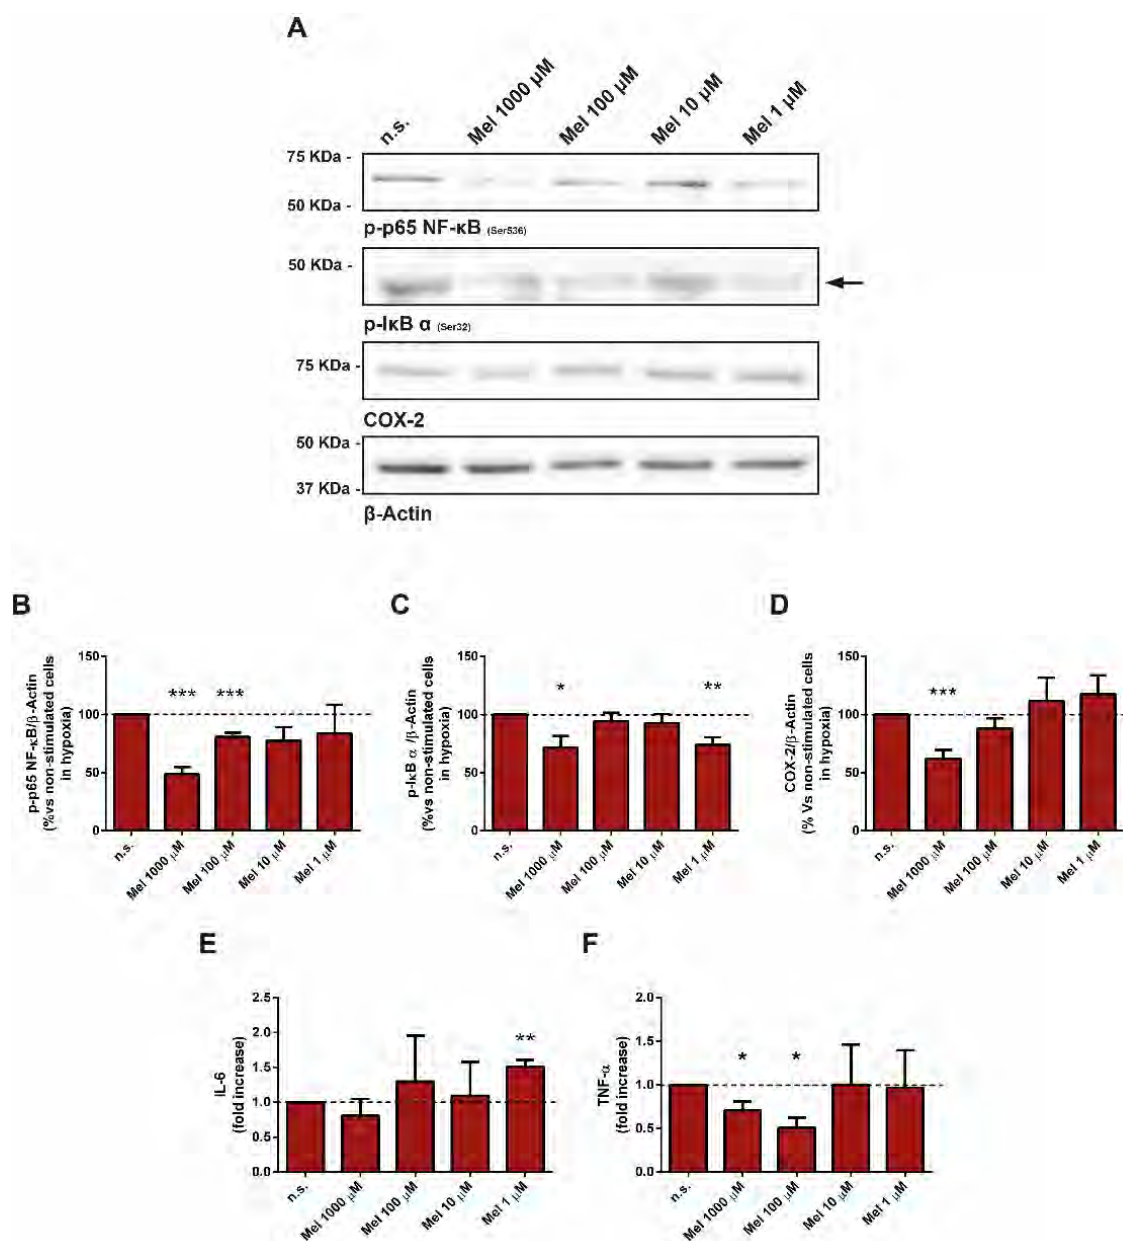 A
n.s.
Mel 1000 μM
Mel 100 μM
Mel 10 μM
Mel 1 μM
75 KDa -
50 KDa -
p-p65 NF-κB (Ser536)
50 KDa -
p-IκB α (Ser32)
75 KDa -
COX-2
50 KDa -
37 KDa -
β-Actin
B
p-p65 NF-κB/β-Actin
(%vs non-stimulated cells
in hypoxia)
150
100
50
0
***
***
n.s.
Mel 1000 μM
Mel 100 μM
Mel 10 μM
Mel 1 μM
C
p-IκB α /β-Actin
(%vs non-stimulated cells
in hypoxia)
150
100
50
0
*
**
n.s.
Mel 1000 μM
Mel 100 μM
Mel 10 μM
Mel 1 μM
D
COX-2/β-Actin
(% Vs non-stimulated cells
in hypoxia)
150
100
50
0
***
n.s.
Mel 1000 μM
Mel 100 μM
Mel 10 μM
Mel 1 μM
E
IL-6
(fold increase)
2.5
2.0
1.5
1.0
0.5
0.0
**
n.s.
Mel 1000 μM
Mel 100 μM
Mel 10 μM
Mel 1 μM
F
TNF-α
(fold increase)
2.0
1.5
1.0
0.5
0.0
*
*
n.s.
Mel 1000 μM
Mel 100 μM
Mel 10 μM
Mel 1 μM